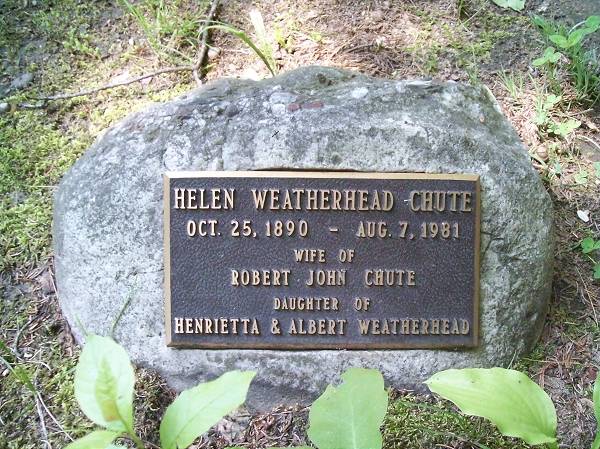 HELEN WEATHERHEAD CHUTE
OCT. 25, 1890 - AUG. 7, 1981
WIFE OF
ROBERT JOHN CHUTE
DAUGHTER OF
HENRIETTA & ALBERT WEATHERHEAD